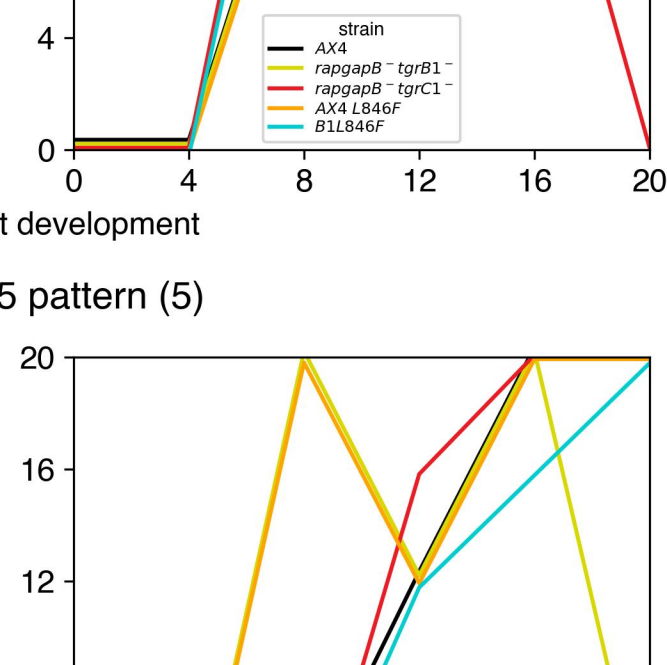 4
strain
AX4
rapgapB⁻tgrB1⁻
rapgapB⁻tgrC1⁻
AX4 L846F
B1L846F
0
0 4 8 12 16 20
t development
5 pattern (5)
20
16
12